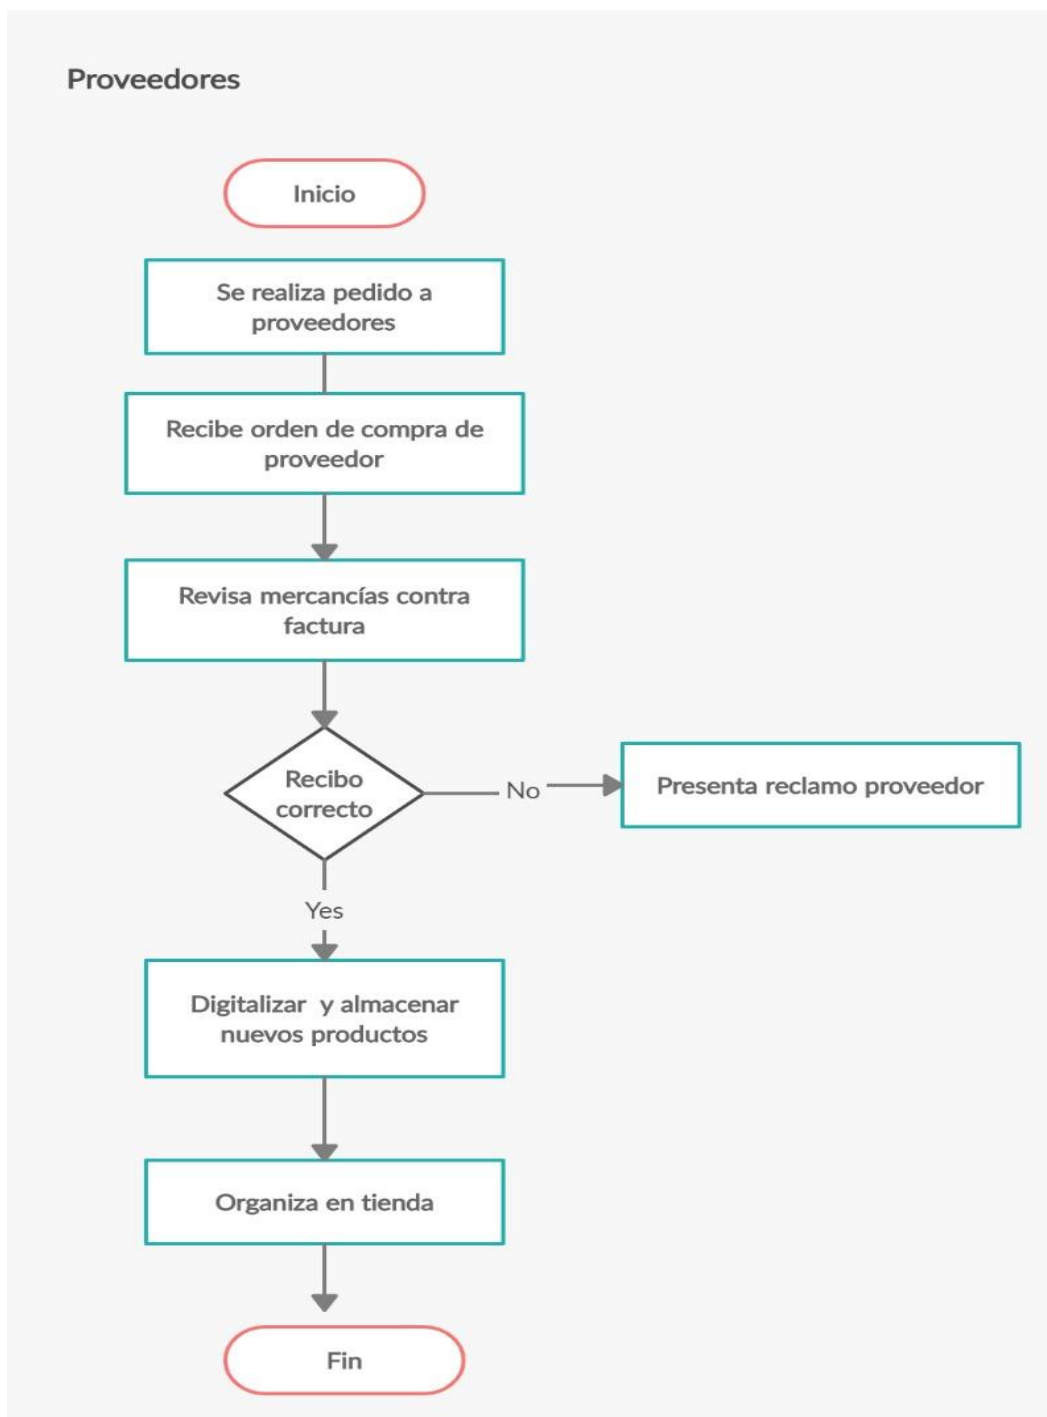 Proveedores
Inicio
Se realiza pedido a
proveedores
Recibe orden de compra de
proveedor
Revisa mercancías contra
factura
Recibo
correcto
No
Presenta reclamo proveedor
Yes
Digitalizar y almacenar
nuevos productos
Organiza en tienda
Fin